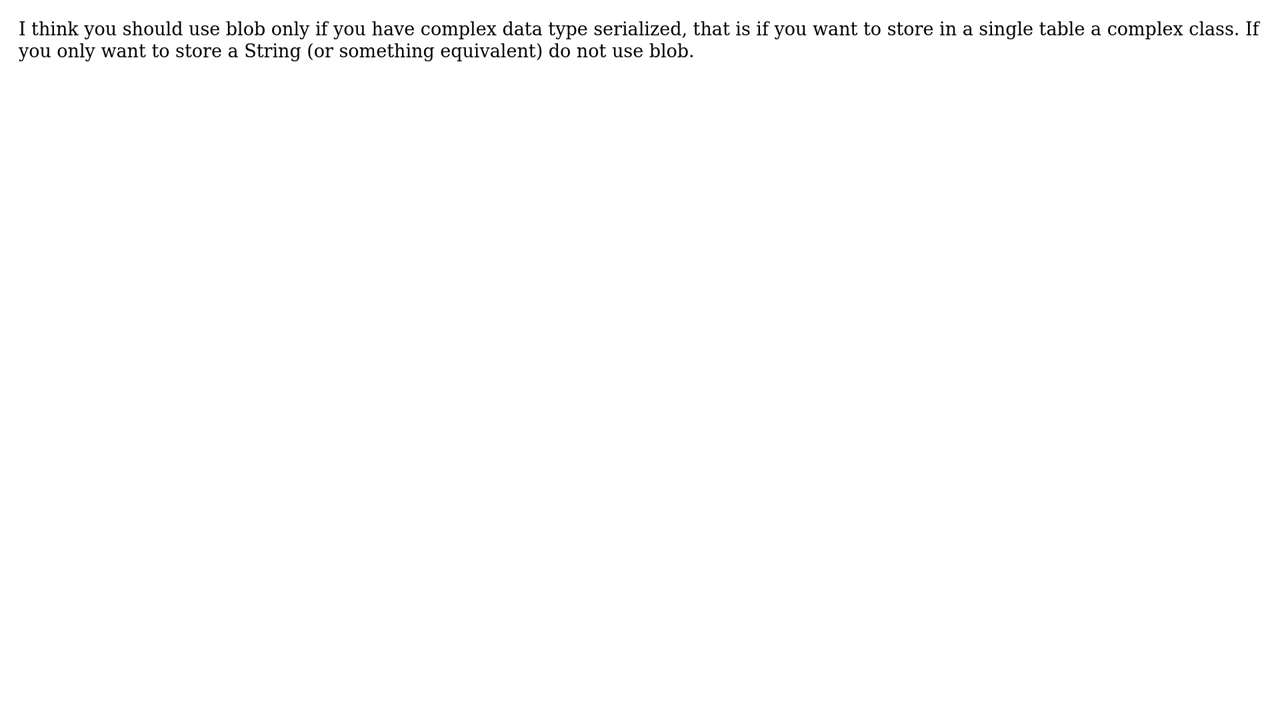 I think you should use blob only if you have complex data type serialized, that is if you want to store in a single table a complex class. If
you only want to store a String (or something equivalent) do not use blob.